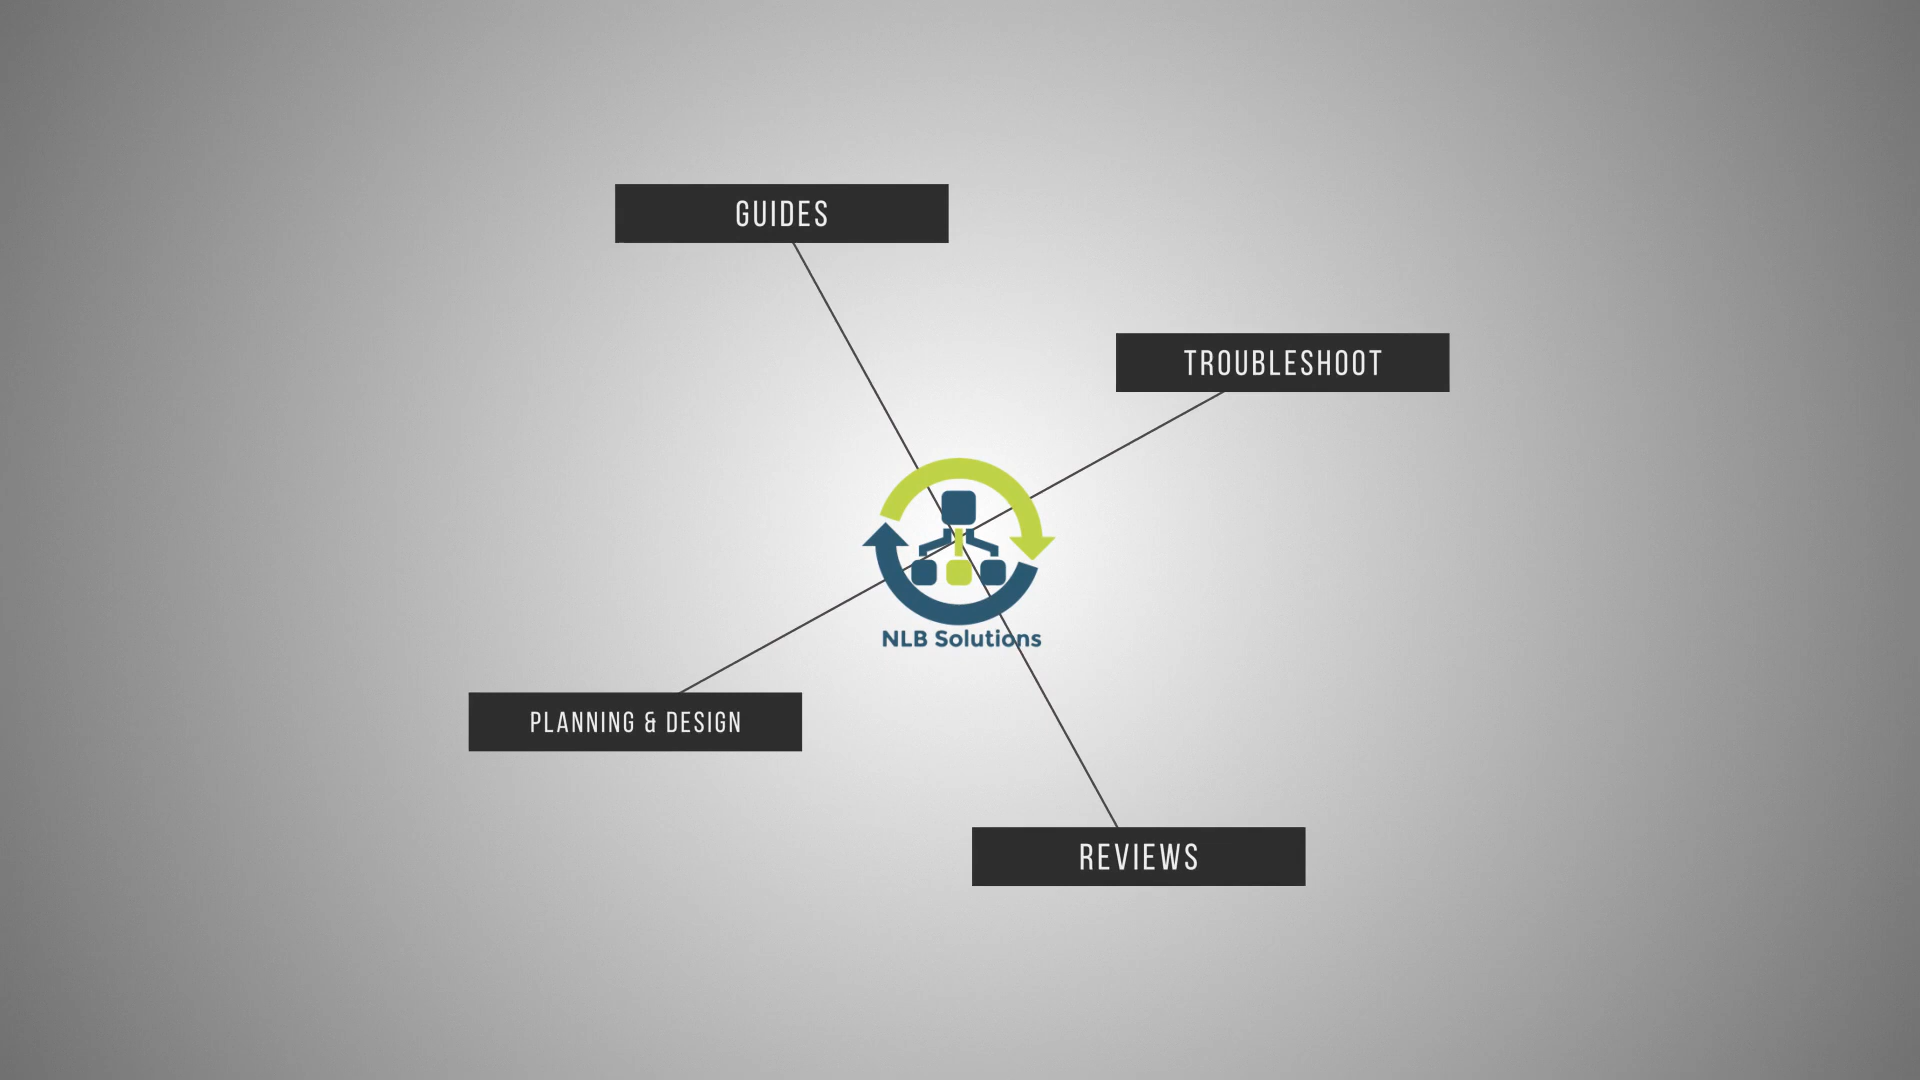 GUIDES
TROUBLESHOOT
NLB Solutions
PLANNING & DESIGN
REVIEWS